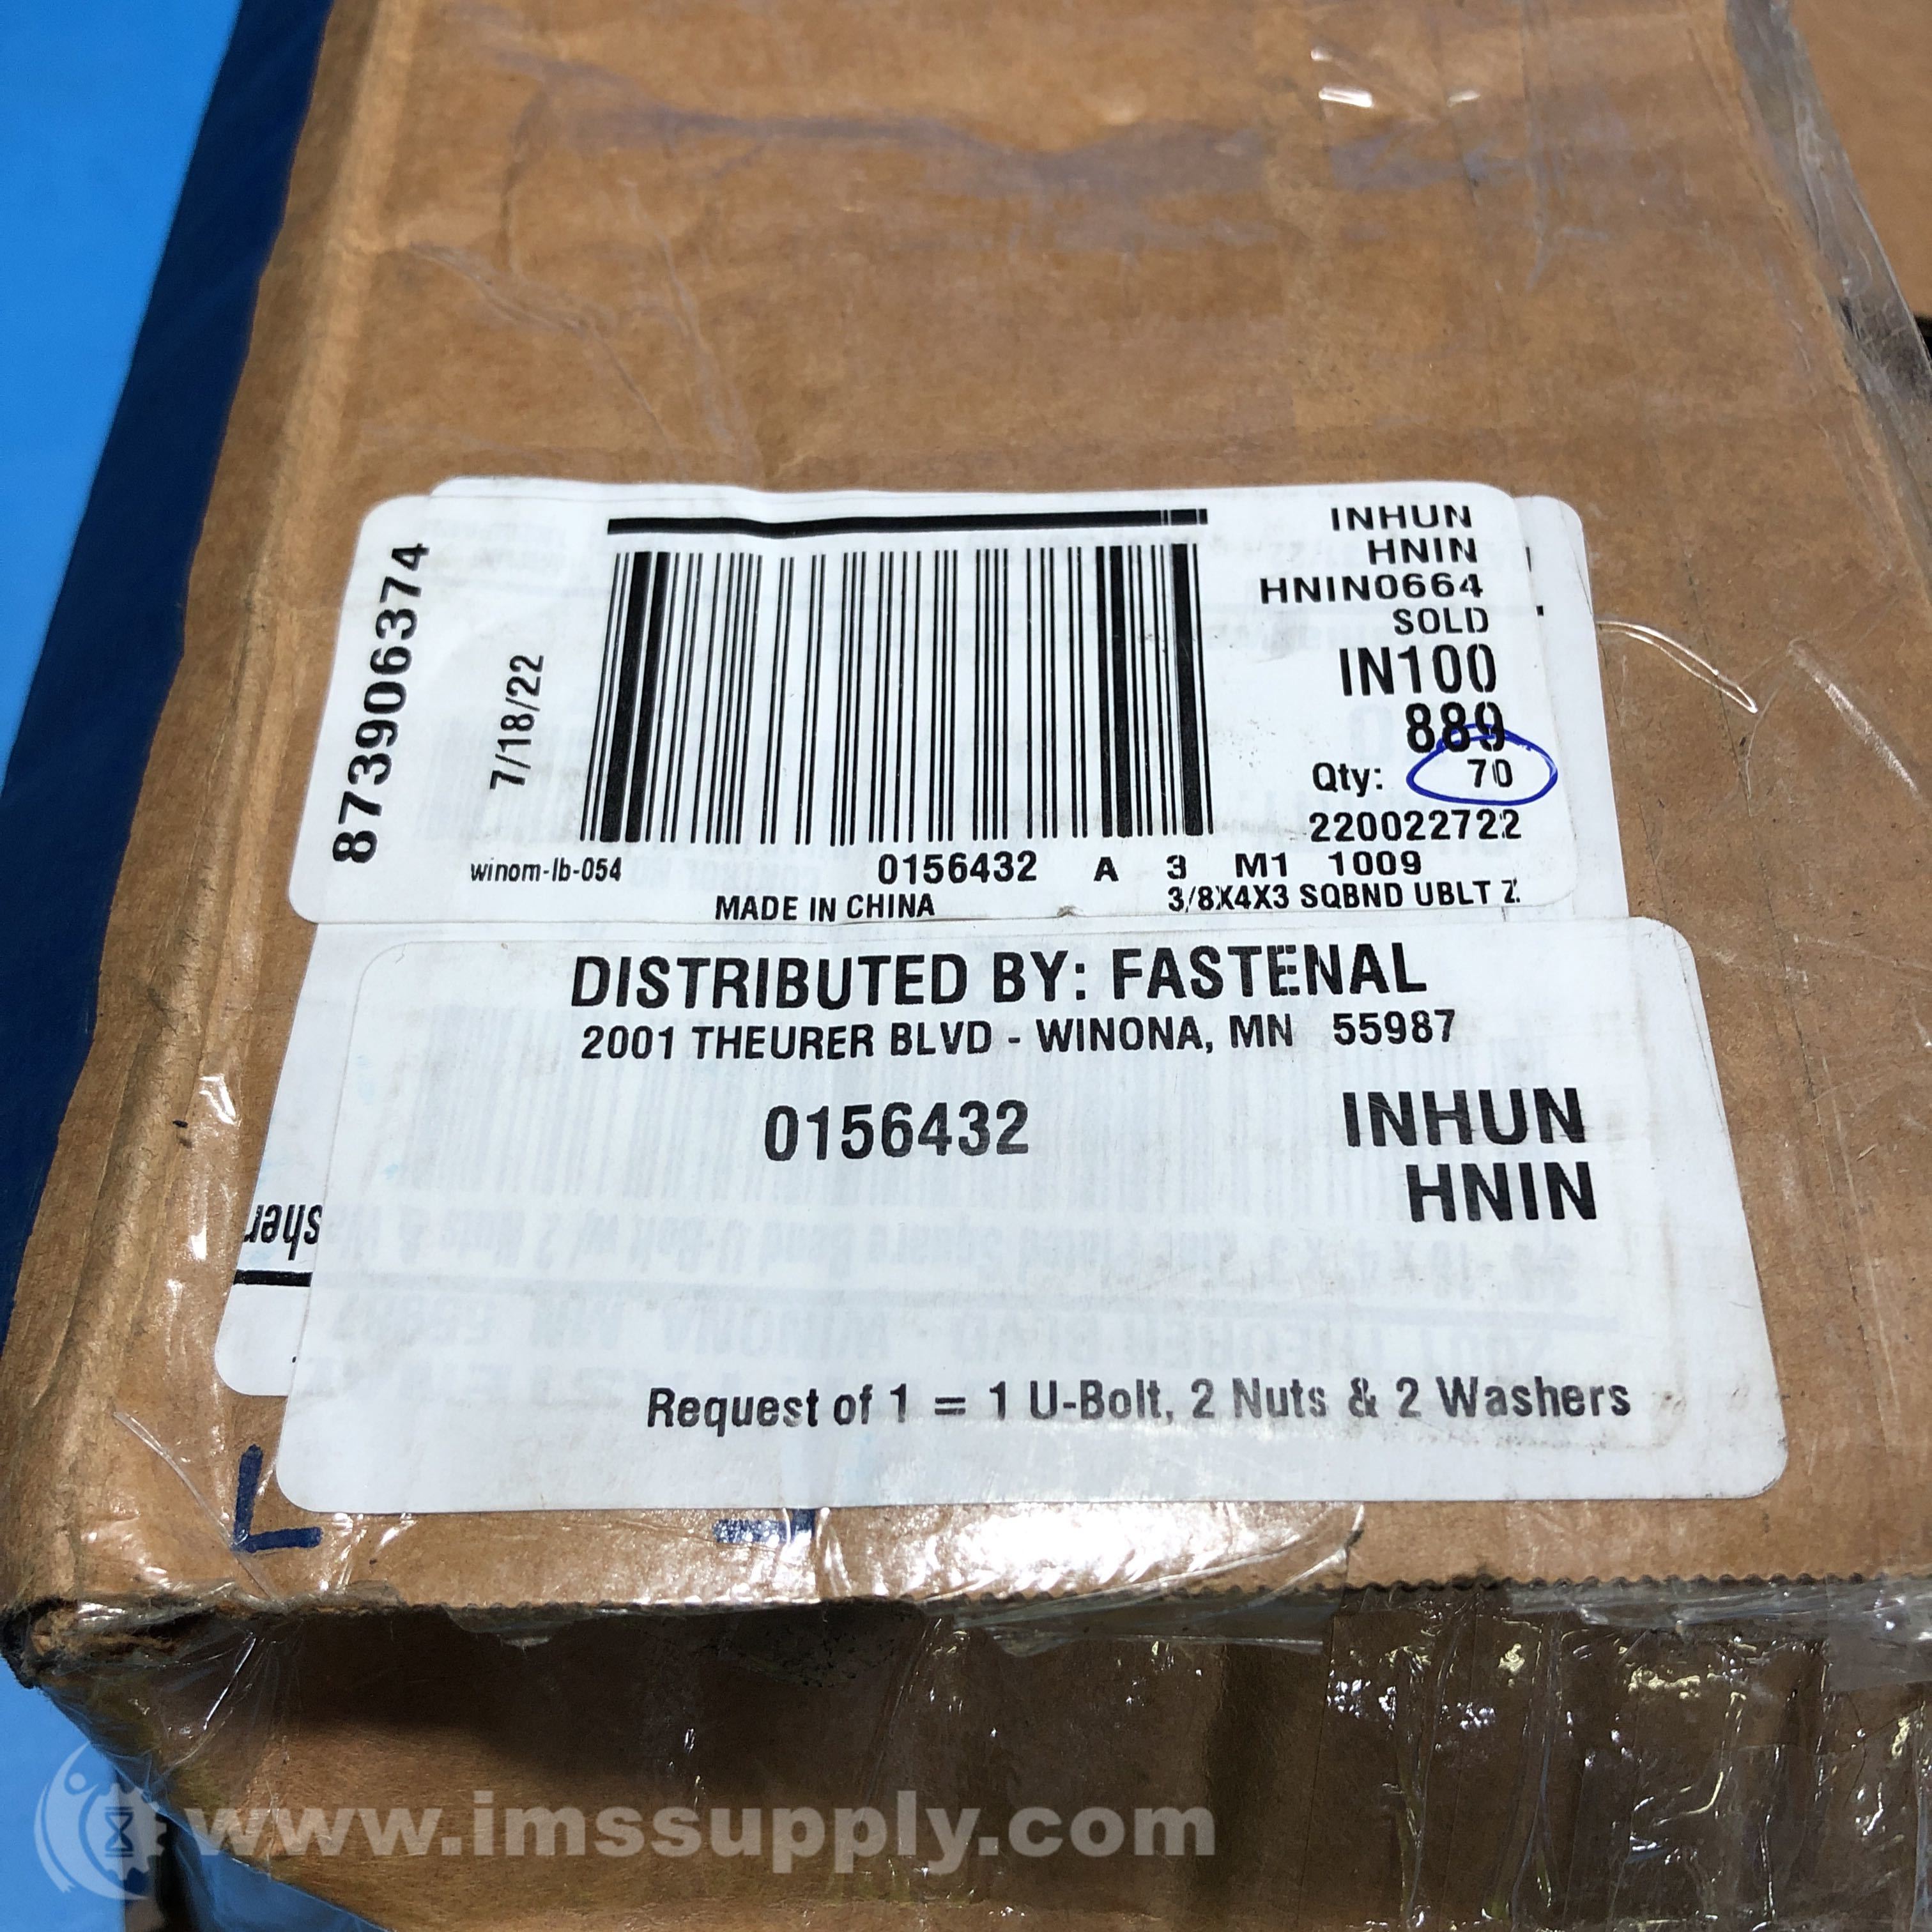 8739906374
7/18/22
INHUN
HNIN
HNIN0664
SOLD
IN100
889
Qty: 70
220022722
winom-lb-054
0156432 A 3 M1 1009
MADE IN CHINA
3/8X4X3 SQBND UBLT Z
DISTRIBUTED BY: FASTENAL
2001 THEURER BLVD - WINONA, MN 55987
0156432
INHUN
HNIN
sher
Request of 1 = 1 U-Bolt, 2 Nuts & 2 Washers
www.imssupply.com